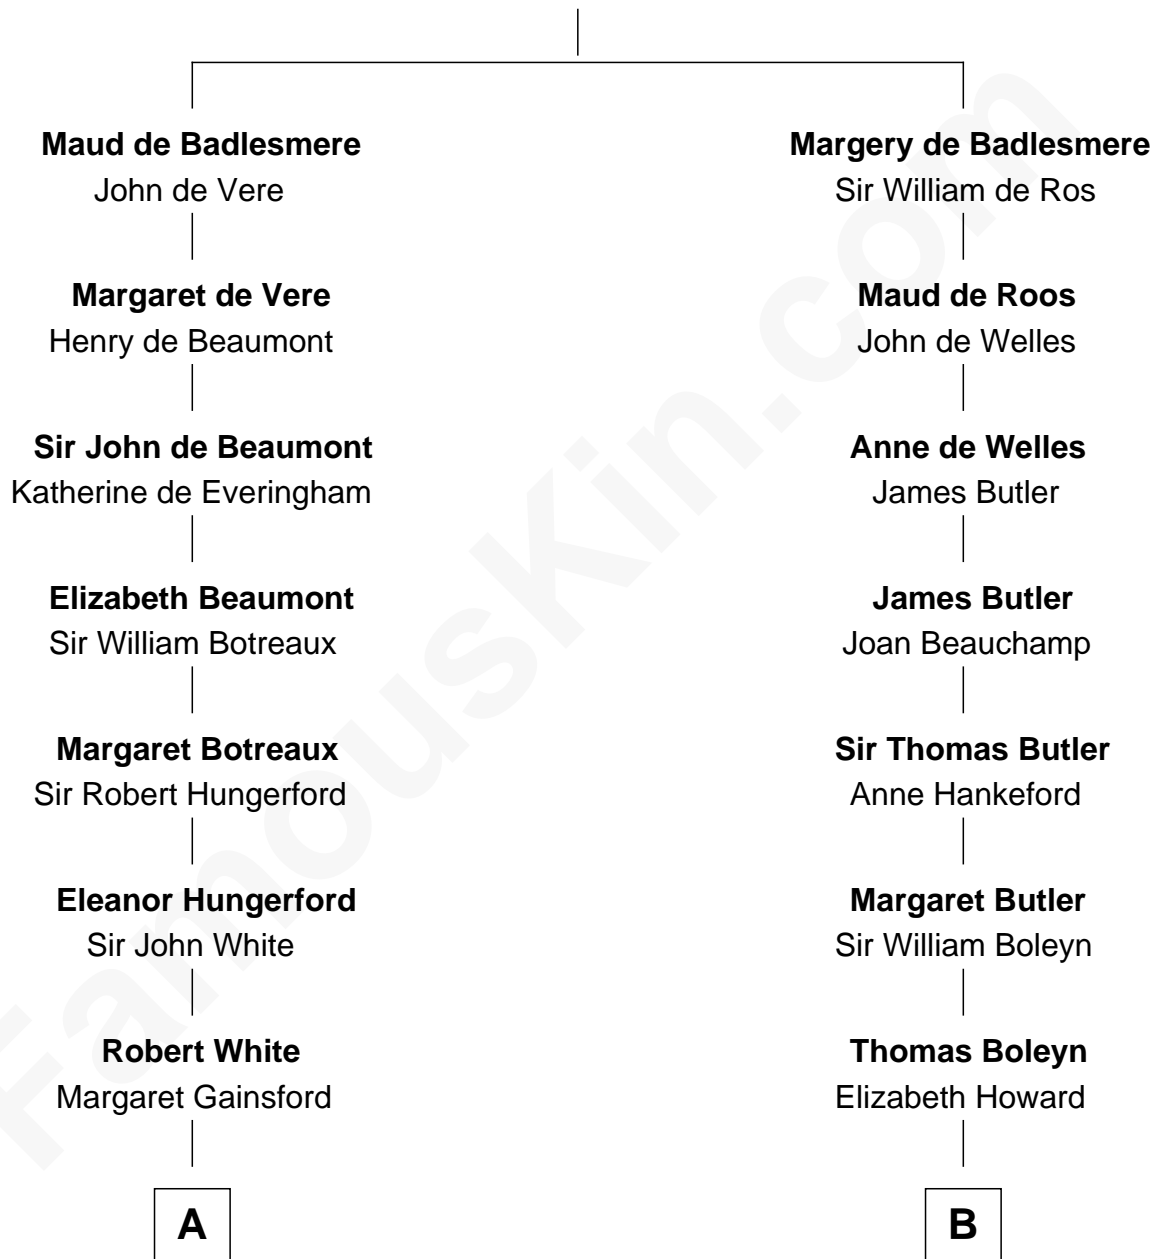 Maud de Badlesmere
John de Vere
Margaret de Vere
Henry de Beaumont
Sir John de Beaumont
Katherine de Everingham
Elizabeth Beaumont
Sir William Botreaux
Margaret Botreaux
Sir Robert Hungerford
Eleanor Hungerford
Sir John White
Robert White
Margaret Gainsford
A
Margery de Badlesmere
Sir William de Ros
Maud de Roos
John de Welles
Anne de Welles
James Butler
James Butler
Joan Beauchamp
Sir Thomas Butler
Anne Hankeford
Margaret Butler
Sir William Boleyn
Thomas Boleyn
Elizabeth Howard
B
FamousKin.com